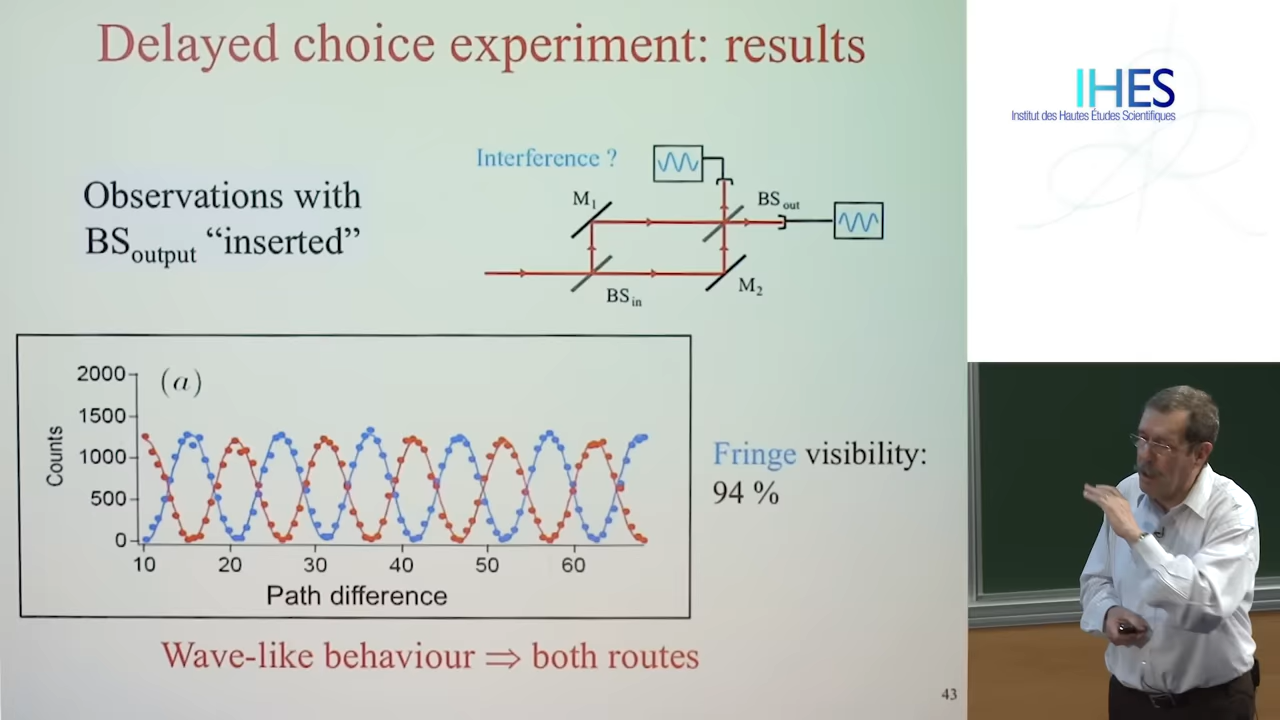 Delayed choice experiment: results
IHES
Institut des Hautes Études Scientifiques
Observations with
BSoutput “inserted”
Interference ?
M1
BSout
BSin
M2
2000
(a)
1500
1000
500
0
Counts
10 20 30 40 50 60
Path difference
Fringe visibility:
94 %
Wave-like behaviour ⇒ both routes
43